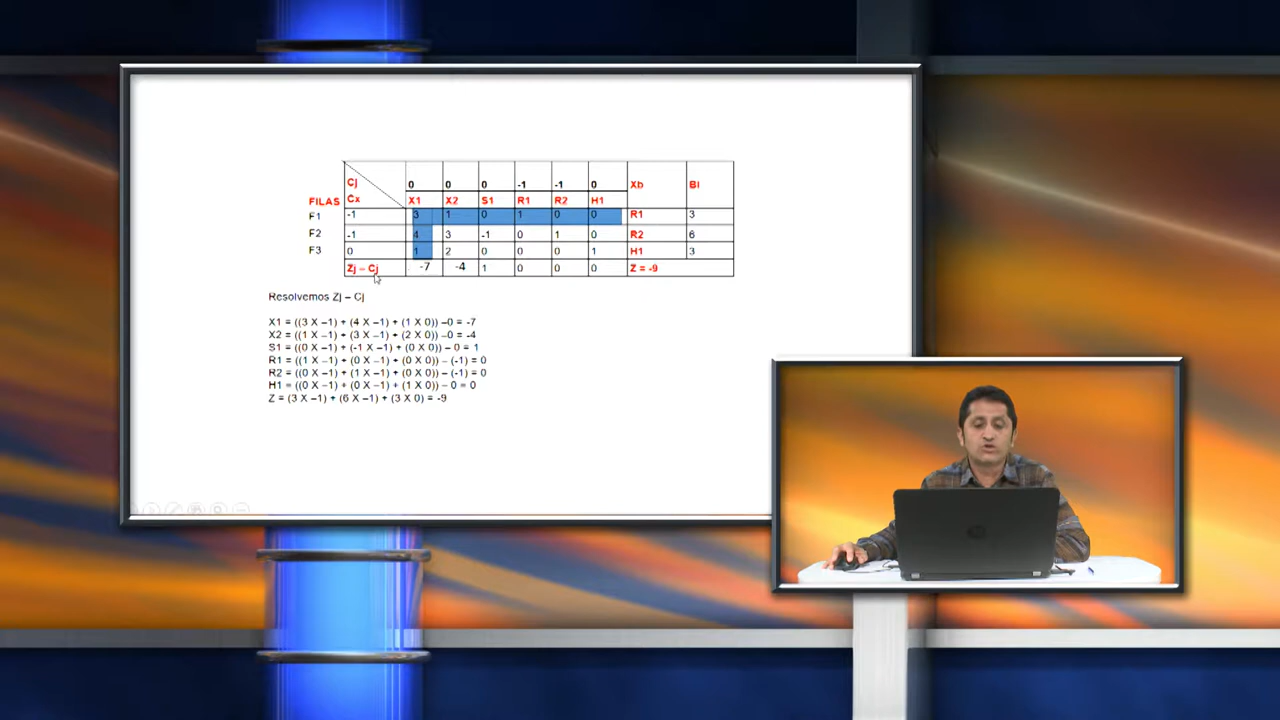 Cj 0 0 0 -1 -1 0 Xb BI
FILAS Cx X1 X2 S1 R1 R2 H1
F1 -1 3 1 0 1 0 0 R1 3
F2 -1 4 3 -1 0 1 0 R2 6
F3 0 1 2 0 0 0 1 H1 3
Zj – Cj -7 -4 1 0 0 0 Z = -9
Resolvemos Zj – Cj
X1 = ((3 X –1) + (4 X –1) + (1 X 0)) –0 = -7
X2 = ((1 X –1) + (3 X –1) + (2 X 0)) –0 = -4
S1 = ((0 X –1) + (-1 X –1) + (0 X 0)) – 0 = 1
R1 = ((1 X –1) + (0 X –1) + (0 X 0)) – (-1) = 0
R2 = ((0 X –1) + (1 X –1) + (0 X 0)) – (-1) = 0
H1 = ((0 X –1) + (0 X –1) + (1 X 0)) – 0 = 0
Z = (3 X –1) + (6 X –1) + (3 X 0) = -9